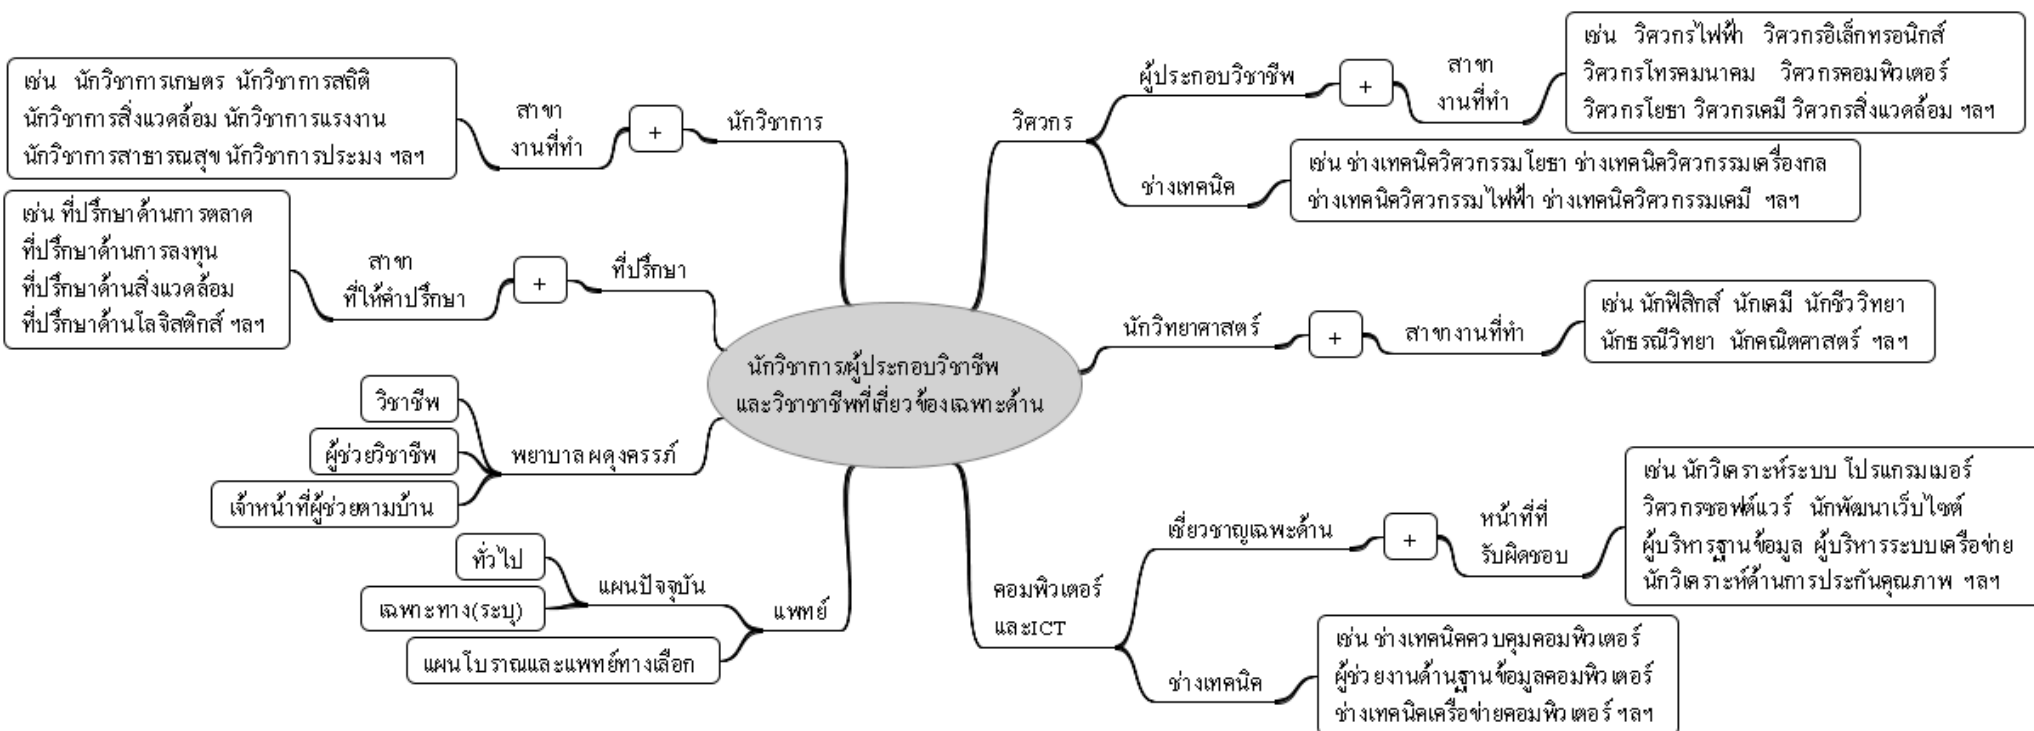 เช่น นักวิชาการเกษตร นักวิชาการสถิติ
นักวิชาการสิ่งแวดล้อม นักวิชาการแรงงาน
นักวิชาการสาธารณสุข นักวิชาการประมง ฯลฯ
สาขา
งานที่ทำ
+
นักวิชาการ
เช่น ที่ปรึกษาด้านการตลาด
ที่ปรึกษาด้านการลงทุน
ที่ปรึกษาด้านสิ่งแวดล้อม
ที่ปรึกษาด้านโลจิสติกส์ ฯลฯ
สาขา
ที่ให้คำปรึกษา
+
ที่ปรึกษา
วิชาชีพ
ผู้ช่วยวิชาชีพ
เจ้าหน้าที่ผู้ช่วยตามบ้าน
พยาบาล ผดุงครรภ์
ทั่วไป
เฉพาะทาง(ระบุ)
แผนปัจจุบัน
แผนโบราณและแพทย์ทางเลือก
แพทย์
นักวิชาการ/ผู้ประกอบวิชาชีพ
และวิชาชาชีพที่เกี่ยวข้องเฉพาะด้าน
วิศวกร
ผู้ประกอบวิชาชีพ
+
สาขา
งานที่ทำ
เช่น วิศวกรไฟฟ้า วิศวกรอิเล็กทรอนิกส์
วิศวกรโทรคมนาคม วิศวกรคอมพิวเตอร์
วิศวกรโยธา วิศวกรเคมี วิศวกรสิ่งแวดล้อม ฯลฯ
ช่างเทคนิค
เช่น ช่างเทคนิควิศวกรรมโยธา ช่างเทคนิควิศวกรรมเครื่องกล
ช่างเทคนิควิศวกรรมไฟฟ้า ช่างเทคนิควิศวกรรมเคมี ฯลฯ
นักวิทยาศาสตร์
+
สาขางานที่ทำ
เช่น นักฟิสิกส์ นักเคมี นักชีววิทยา
นักธรณีวิทยา นักคณิตศาสตร์ ฯลฯ
คอมพิวเตอร์
และICT
เชี่ยวชาญเฉพะด้าน
+
หน้าที่ที่
รับผิดชอบ
เช่น นักวิเคราะห์ระบบ โปรแกรมเมอร์
วิศวกรซอฟต์แวร์ นักพัฒนาเว็บไซต์
ผู้บริหารฐานข้อมูล ผู้บริหารระบบเครือข่าย
นักวิเคราะห์ด้านการประกันคุณภาพ ฯลฯ
ช่างเทคนิค
เช่น ช่างเทคนิคควบคุมคอมพิวเตอร์
ผู้ช่วยงานด้านฐานข้อมูลคอมพิวเตอร์
ช่างเทคนิคเครือข่ายคอมพิวเตอร์ ฯลฯ